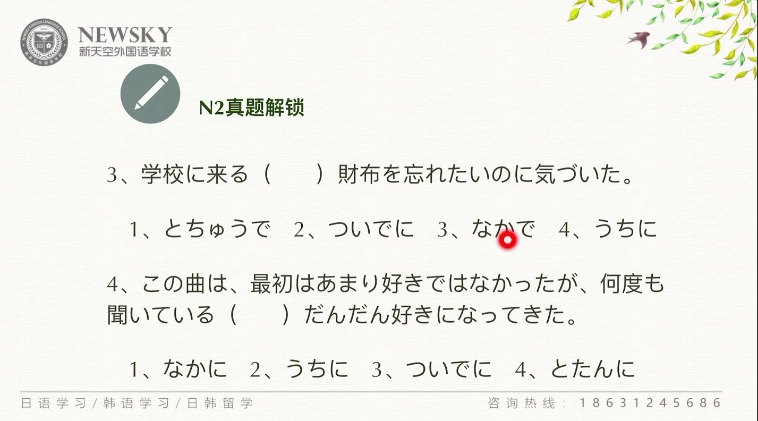 NEWSKY
新天空外国语学校
N2真题解锁
3、学校に来る（　　）財布を忘れたいのに気づいた。
1、とちゅうで　2、ついでに　3、なかで　4、うちに
4、この曲は、最初はあまり好きではなかったが、何度も
聞いている（　　）だんだん好きになってきた。
1、なかに　2、うちに　3、ついでに　4、とたんに
日语学习/韩语学习/日韩留学
咨询热线：18631245686